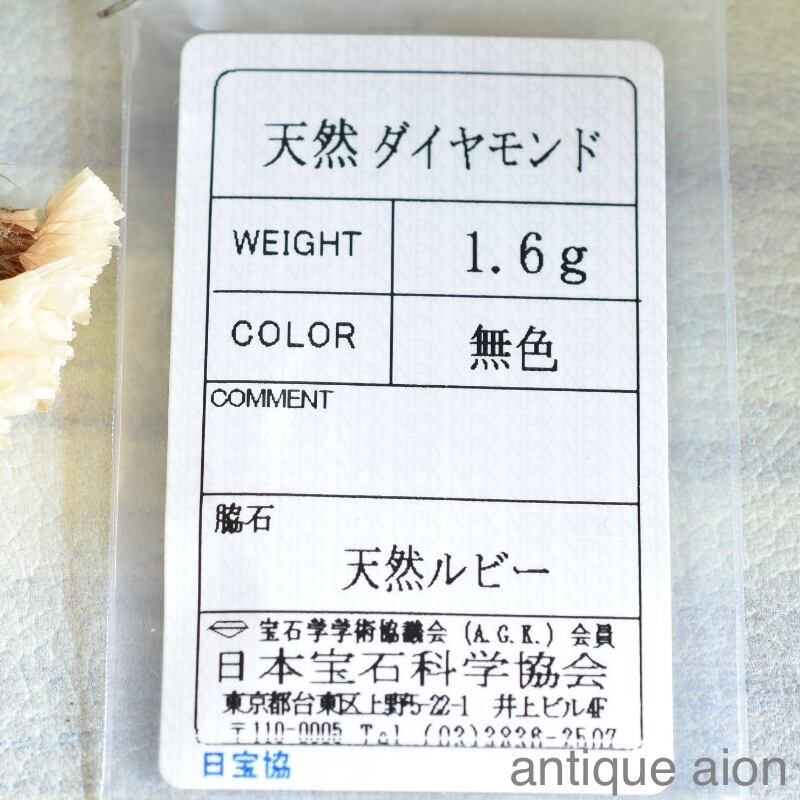 天然 ダイヤモンド
WEIGHT 1.6g
COLOR 無色
COMMENT
脇石
天然ルビー
宝石学学術協議会 (A.G.K.) 会員
日本宝石科学協会
東京都台東区上野5-22-1 井上ビル4F
〒110-0005 Tel (03)3836-2507
日宝協
antique aion